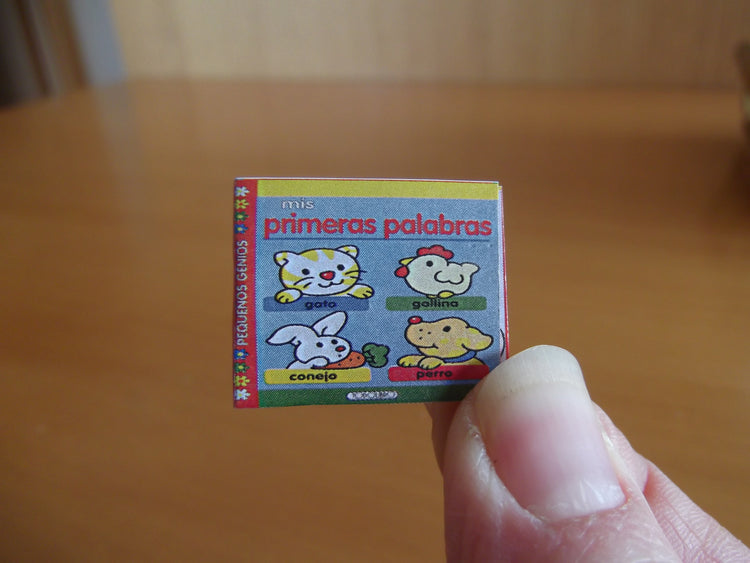 mis
primeras palabras
PEQUEÑOS GENIOS
gato
gallina
conejo
perro